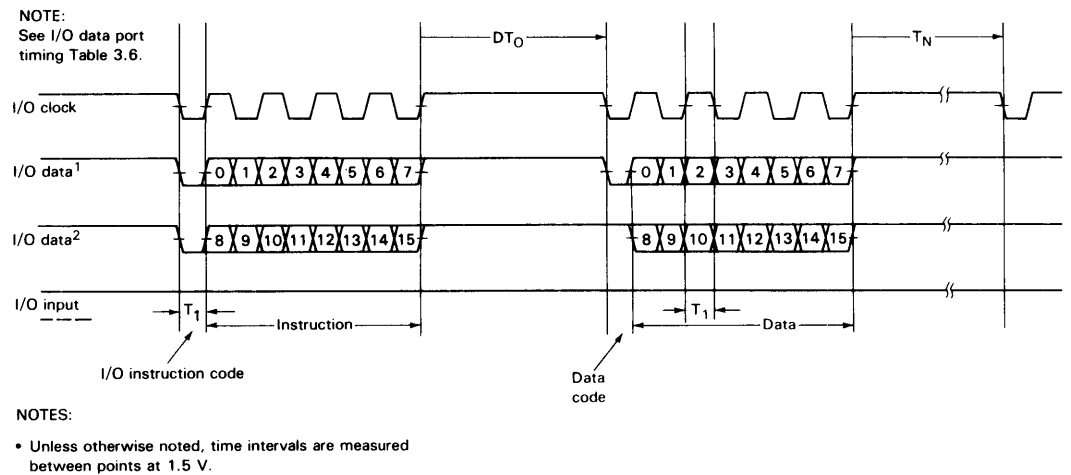 NOTE:
See I/O data port
timing Table 3.6.
DTO
TN
I/O clock
I/O data1
0 1 2 3 4 5 6 7
0 1 2 3 4 5 6 7
I/O data2
8 9 10 11 12 13 14 15
8 9 10 11 12 13 14 15
I/O input
T1
Instruction
T1
Data
I/O instruction code
Data
code
NOTES:
• Unless otherwise noted, time intervals are measured
between points at 1.5 V.